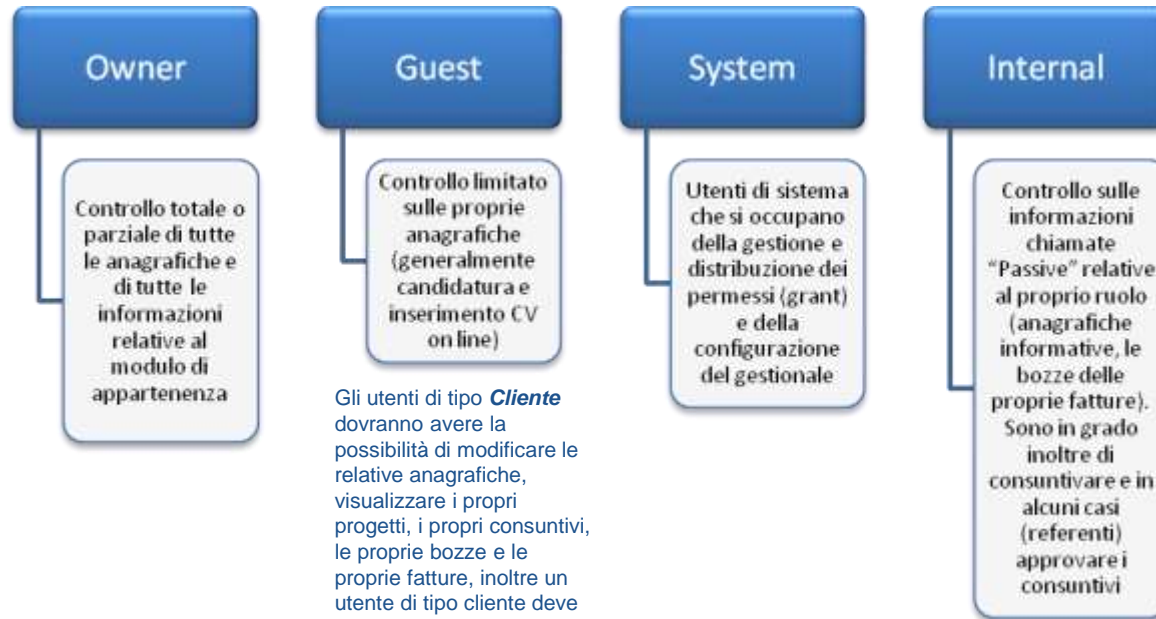 Owner
Controllo totale o
parziale di tutte
le anagrafiche e
di tutte le
informazioni
relative al
modulo di
appartenenza
Guest
Controllo limitato
sulle proprie
anagrafiche
(generalmente
candidatura e
inserimento CV
on line)
Gli utenti di tipo Cliente
dovranno avere la
possibilità di modificare le
relative anagrafiche,
visualizzare i propri
progetti, i propri consuntivi,
le proprie bozze e le
proprie fatture, inoltre un
utente di tipo cliente deve
System
Utenti di sistema
che si occupano
della gestione e
distribuzione dei
permessi (grant)
e della
configurazione
del gestionale
Internal
Controllo sulle
informazioni
chiamate
“Passive” relative
al proprio ruolo
(anagrafiche
informative, le
bozze delle
proprie fatture).
Sono in grado
inoltre di
consuntivare e in
alcuni casi
(referenti)
approvare i
consuntivi